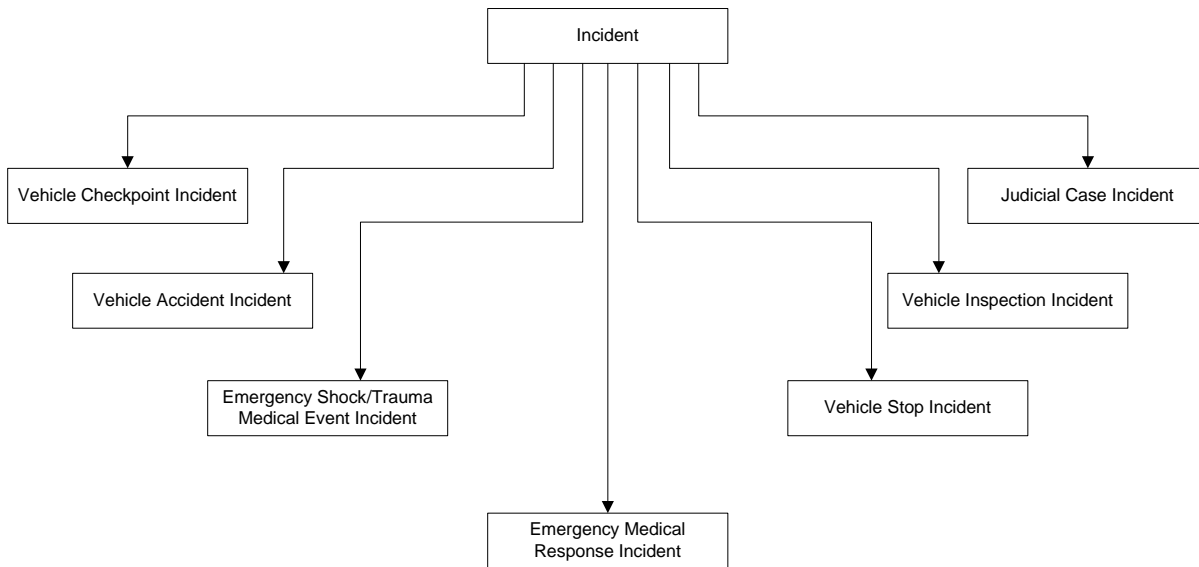 Incident
Vehicle Checkpoint Incident
Judicial Case Incident
Vehicle Accident Incident
Vehicle Inspection Incident
Emergency Shock/Trauma
Medical Event Incident
Vehicle Stop Incident
Emergency Medical
Response Incident